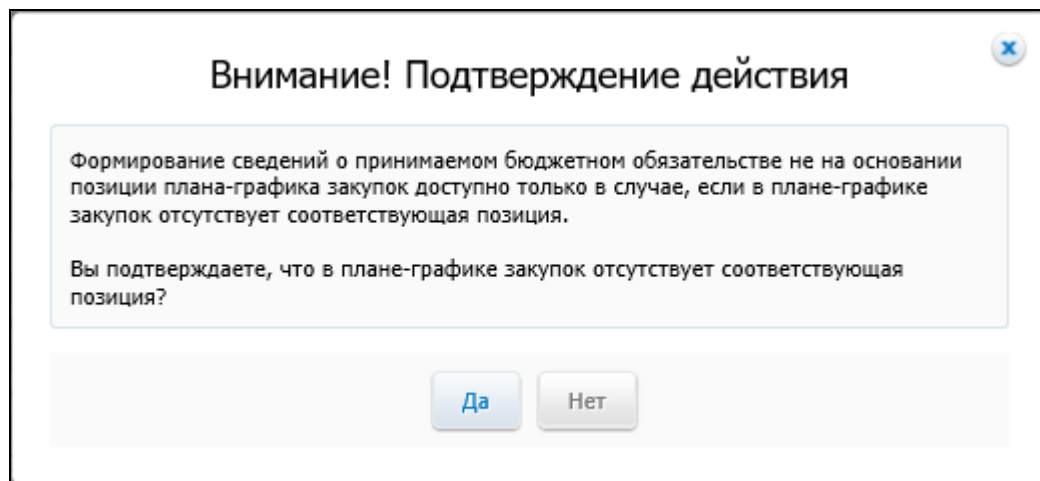 Внимание! Подтверждение действия
Формирование сведений о принимаемом бюджетном обязательстве не на основании
позиции плана-графика закупок доступно только в случае, если в плане-графике
закупок отсутствует соответствующая позиция.
Вы подтверждаете, что в плане-графике закупок отсутствует соответствующая
позиция?
Да
Нет